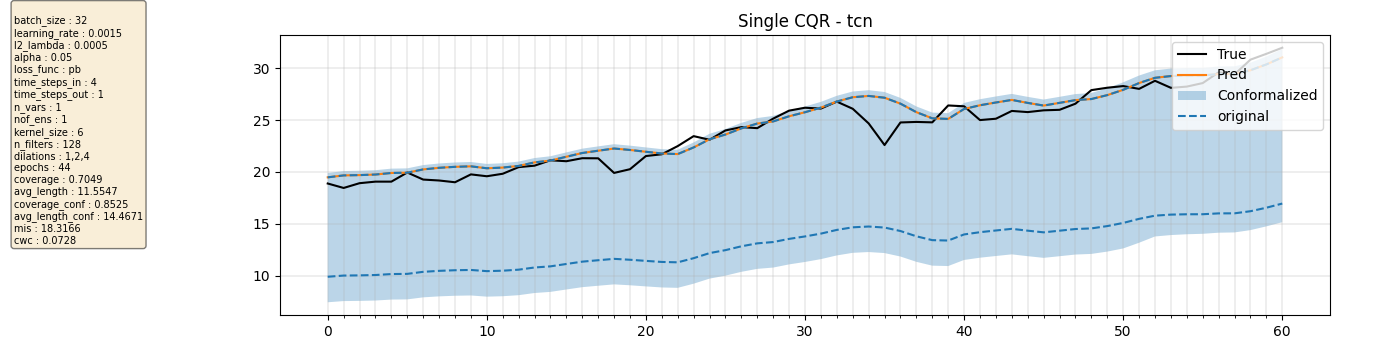 batch_size : 32
learning_rate : 0.0015
l2_lambda : 0.0005
alpha : 0.05
loss_func : pb
time_steps_in : 4
time_steps_out : 1
n_vars : 1
nof_ens : 1
kernel_size : 6
n_filters : 128
dilations : 1,2,4
epochs : 44
coverage : 0.7049
avg_length : 11.5547
coverage_conf : 0.8525
avg_length_conf : 14.4671
mis : 18.3166
cwc : 0.0728
Single CQR - tcn
30
25
20
15
10
True
Pred
Conformalized
original
0 10 20 30 40 50 60